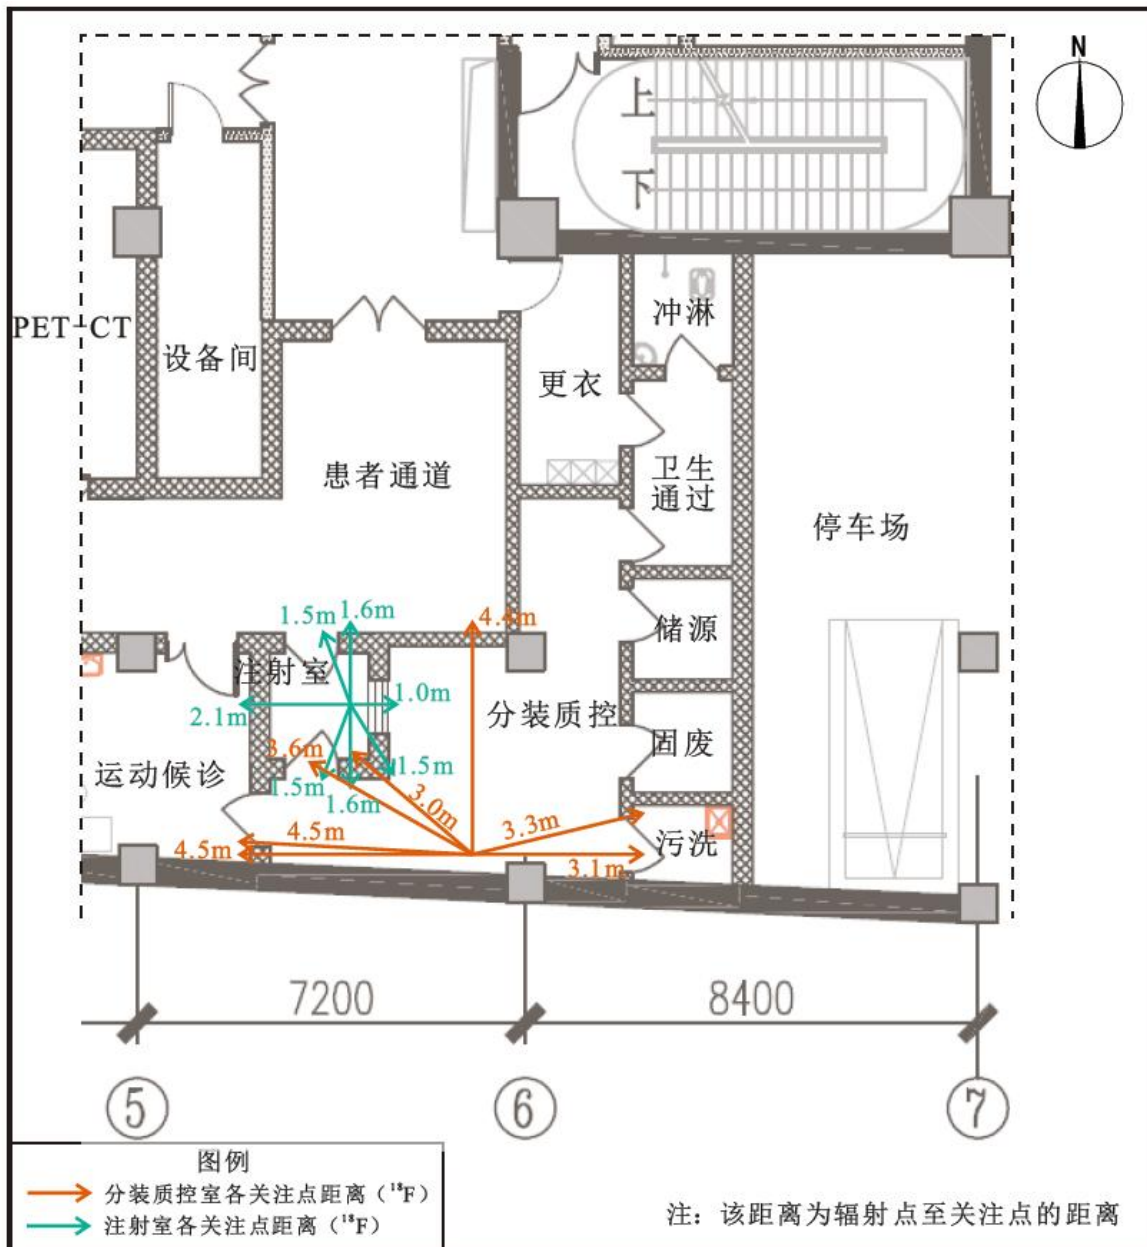 N
上
下
冲淋
PET-CT
设备间
更衣
患者通道
卫生
通过
停车场
1.5m
1.6m
4.4m
储源
注射室
1.0m
2.1m
分装质控
3.6m
固废
运动候诊
1.5m
1.5m
1.6m
3.0m
3.3m
4.5m
污洗
4.5m
3.1m
7200
8400
5
6
7
图例
分装质控室各关注点距离（¹⁸F）
注射室各关注点距离（¹⁸F）
注：该距离为辐射点至关注点的距离